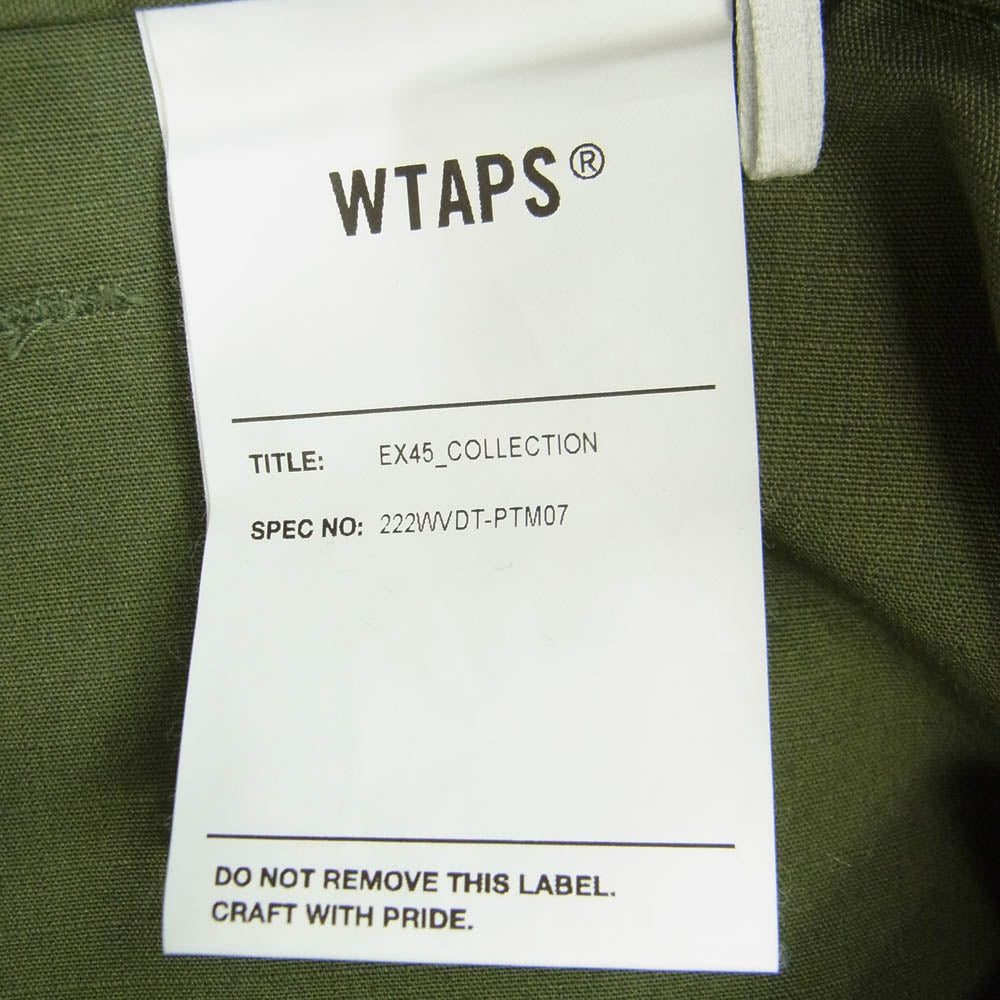 WTAPS®
TITLE: EX45_COLLECTION
SPEC NO: 222WVDT-PTM07
DO NOT REMOVE THIS LABEL.
CRAFT WITH PRIDE.